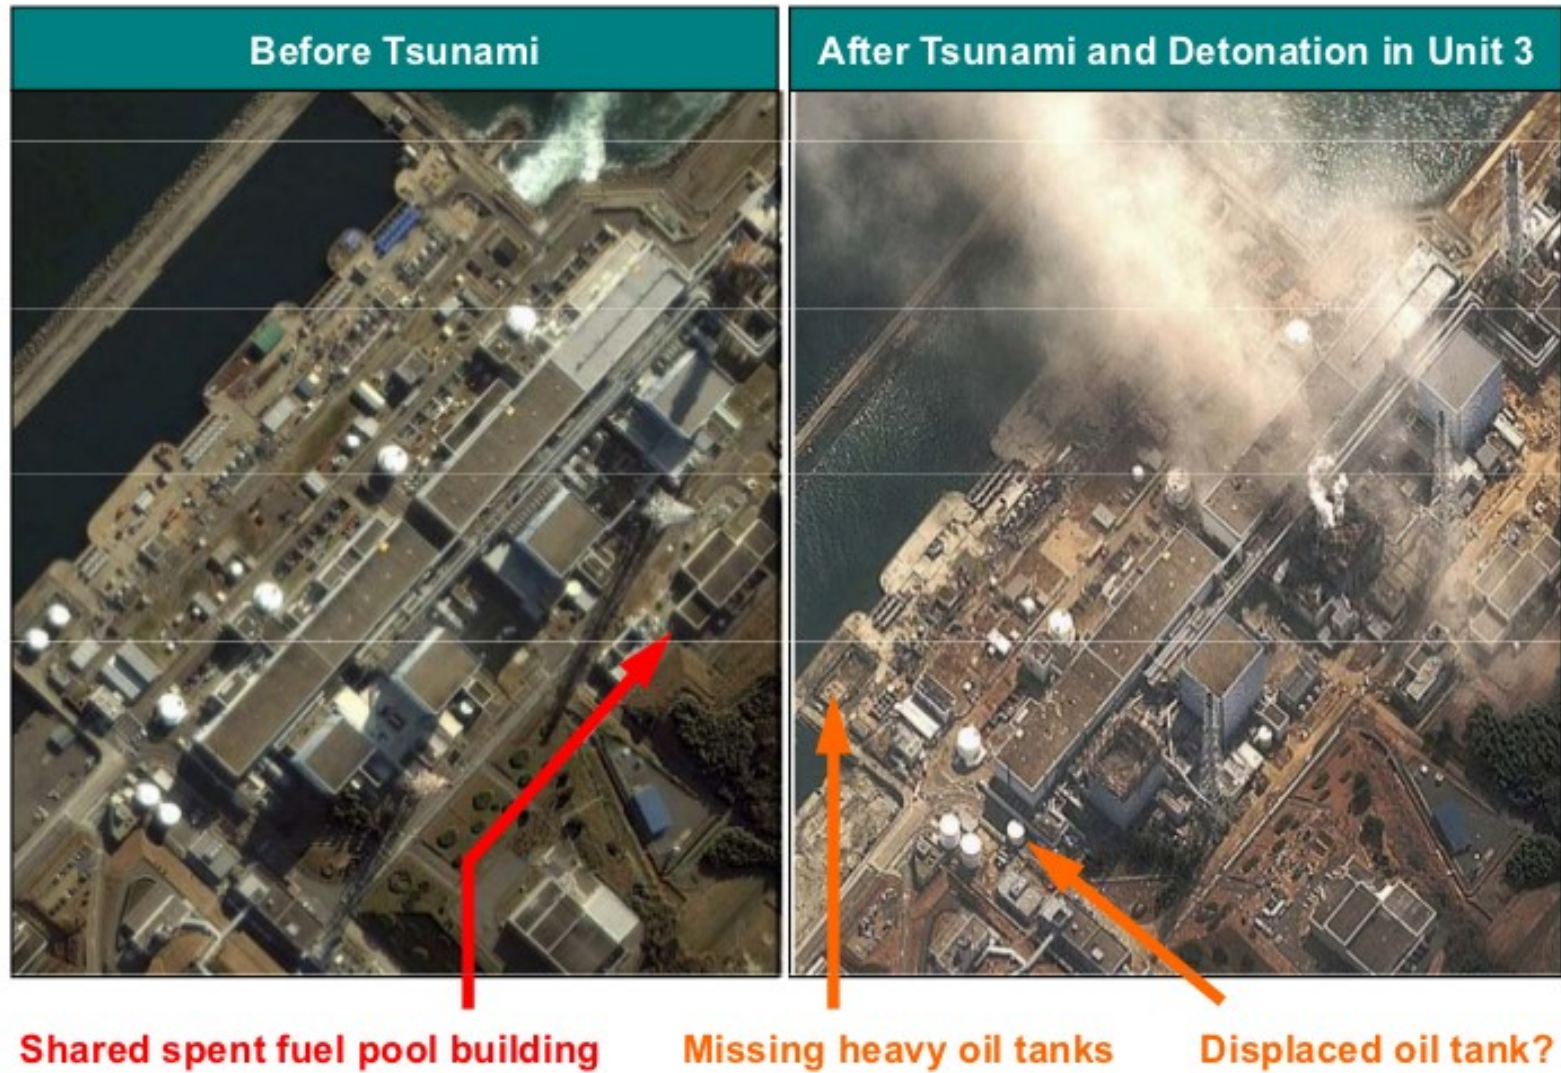 Before Tsunami
After Tsunami and Detonation in Unit 3
Shared spent fuel pool building
Missing heavy oil tanks
Displaced oil tank?